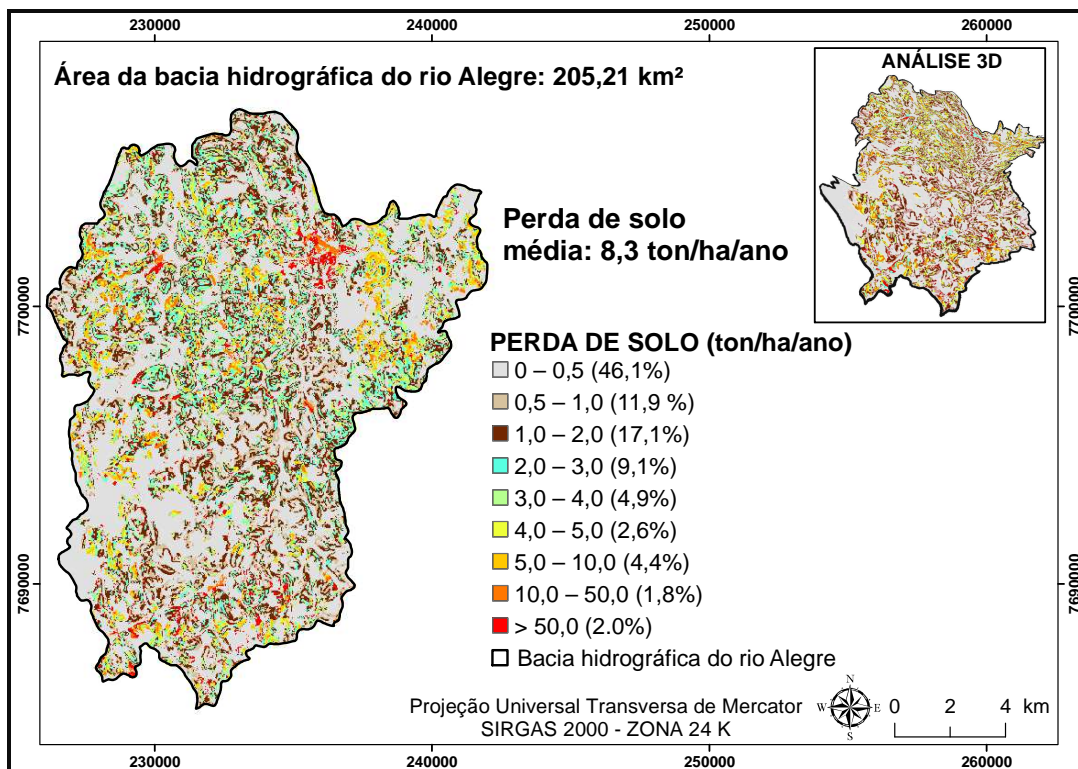 230000
240000
250000
260000
Área da bacia hidrográfica do rio Alegre: 205,21 km²
ANÁLISE 3D
Perda de solo
média: 8,3 ton/ha/ano
7700000
7700000
PERDA DE SOLO (ton/ha/ano)
0 – 0,5 (46,1%)
0,5 – 1,0 (11,9 %)
1,0 – 2,0 (17,1%)
2,0 – 3,0 (9,1%)
3,0 – 4,0 (4,9%)
4,0 – 5,0 (2,6%)
5,0 – 10,0 (4,4%)
10,0 – 50,0 (1,8%)
> 50,0 (2.0%)
Bacia hidrográfica do rio Alegre
7690000
7690000
Projeção Universal Transversa de Mercator
SIRGAS 2000 - ZONA 24 K
N
W
E
S
0 2 4 km
230000
240000
250000
260000